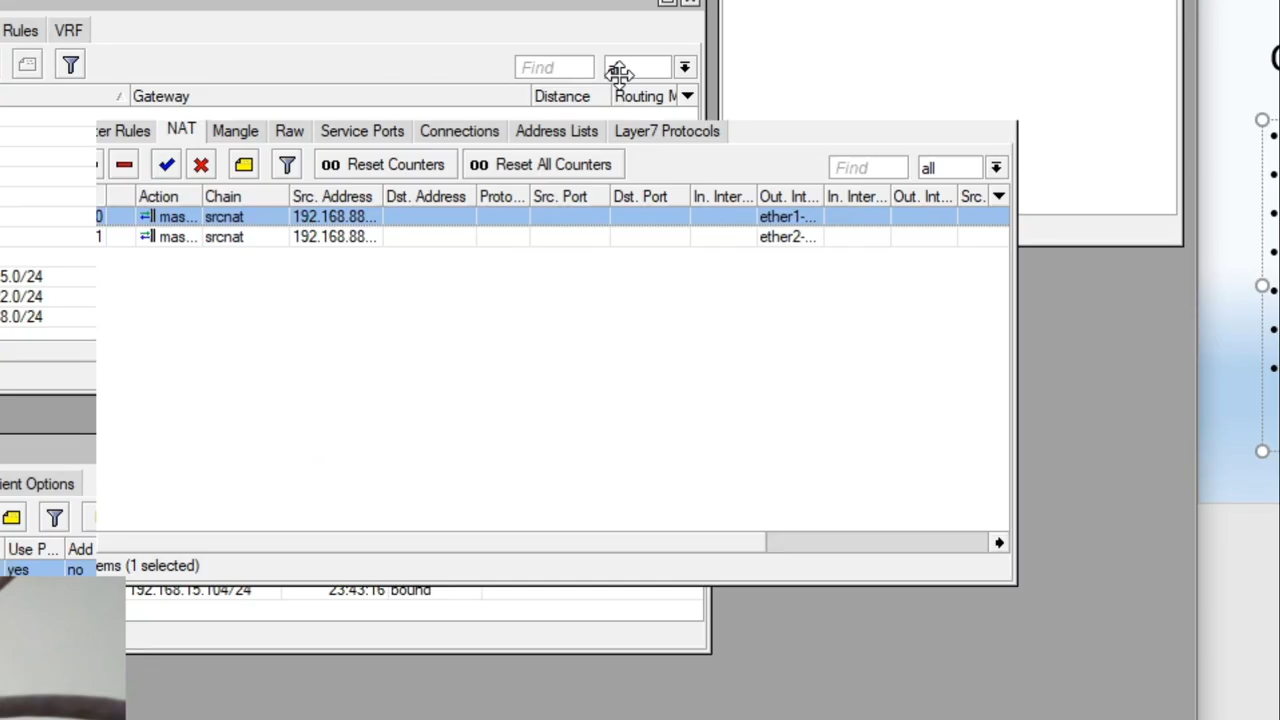 Rules VRF
Find
Gateway Distance Routing M
er Rules NAT Mangle Raw Service Ports Connections Address Lists Layer7 Protocols
00 Reset Counters 00 Reset All Counters Find all
Action Chain Src. Address Dst. Address Proto... Src. Port Dst. Port In. Inter... Out. Int... In. Inter... Out. Int... Src.
0 mas... srcnat 192.168.88... ether1-...
1 mas... srcnat 192.168.88... ether2-...
5.0/24
2.0/24
8.0/24
ient Options
Use P... Add
yes no
ems (1 selected)
192.168.15.104/24 23:43:16 bound